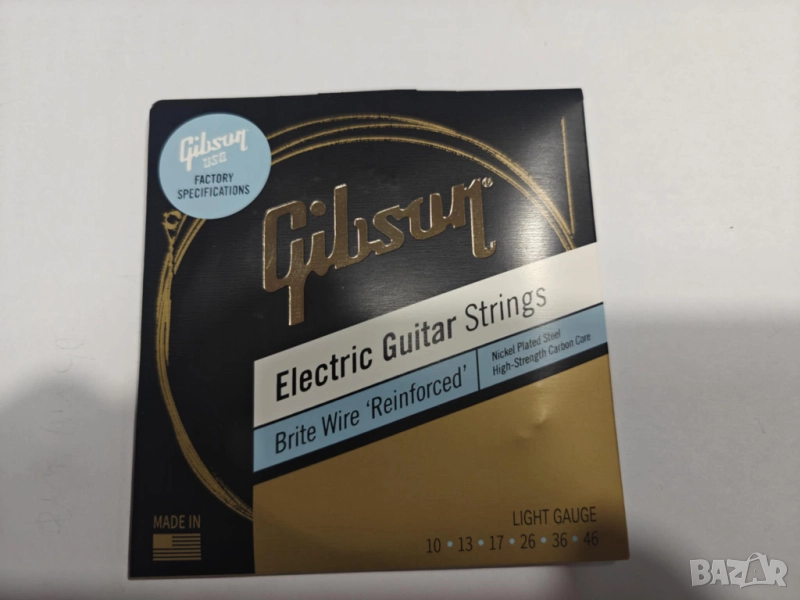 Gibson
USA
FACTORY
SPECIFICATIONS
Gibson
Electric Guitar Strings
Brite Wire 'Reinforced'
Nickel Plated Steel
High-Strength Carbon Core
MADE IN
LIGHT GAUGE
10 • 13 • 17 • 26 • 36 • 46
BAZAR